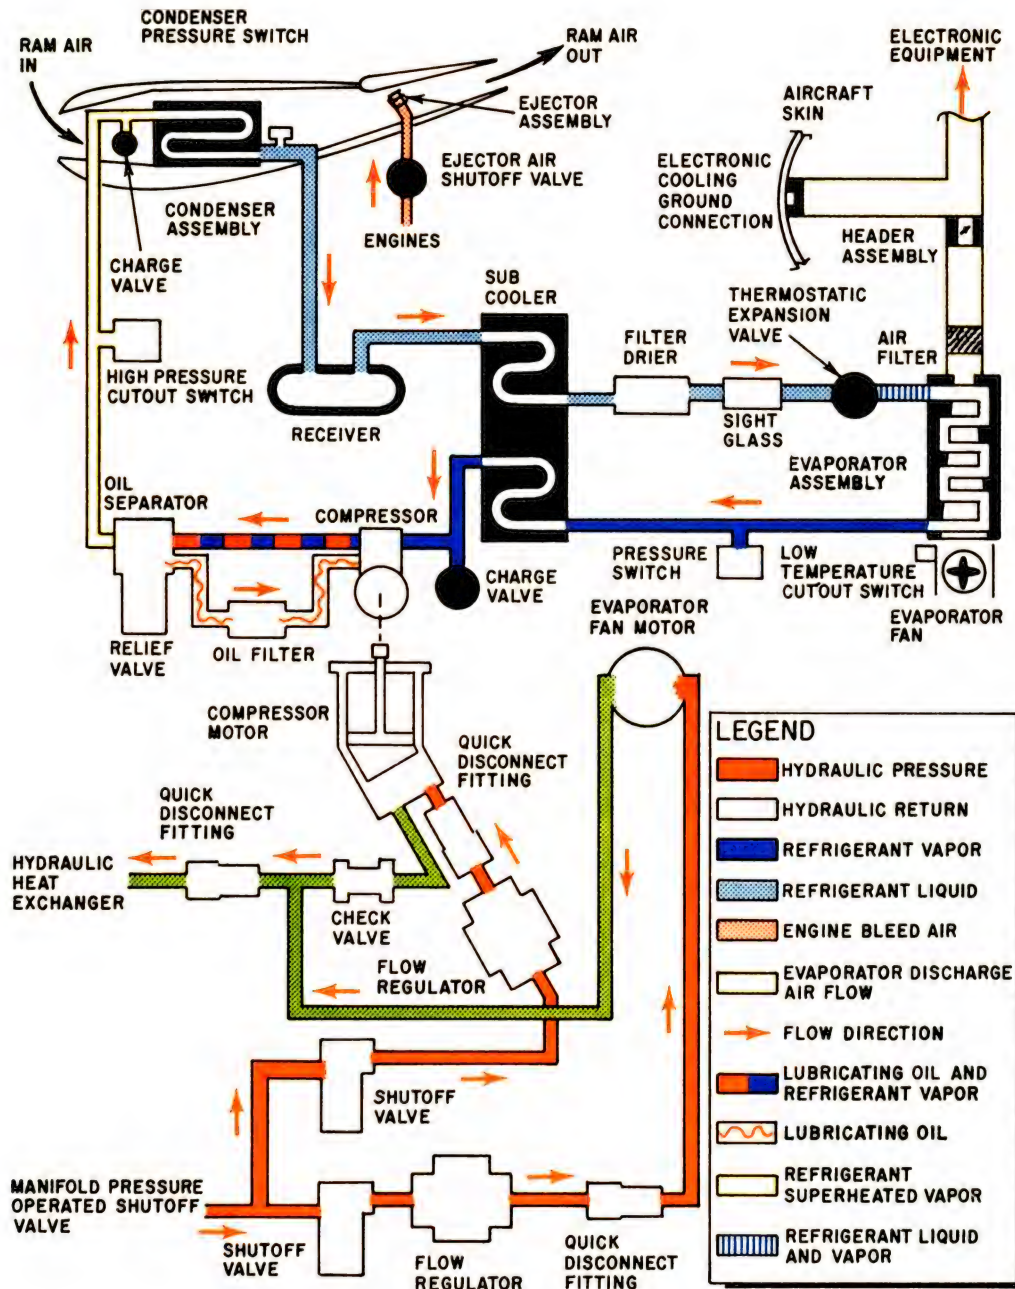 CONDENSER
PRESSURE SWITCH
RAM AIR
IN
RAM AIR
OUT
ELECTRONIC
EQUIPMENT
EJECTOR
ASSEMBLY
AIRCRAFT
SKIN
EJECTOR AIR
SHUTOFF VALVE
ELECTRONIC
COOLING
GROUND
CONNECTION
CONDENSER
ASSEMBLY
ENGINES
HEADER
ASSEMBLY
CHARGE
VALVE
SUB
COOLER
THERMOSTATIC
EXPANSION
VALVE
FILTER
DRIER
AIR
FILTER
HIGH PRESSURE
CUTOUT SWITCH
RECEIVER
SIGHT
GLASS
EVAPORATOR
ASSEMBLY
OIL
SEPARATOR
COMPRESSOR
PRESSURE
SWITCH
LOW
TEMPERATURE
CUTOUT SWITCH
CHARGE
VALVE
EVAPORATOR
FAN
RELIEF
VALVE
OIL FILTER
EVAPORATOR
FAN MOTOR
COMPRESSOR
MOTOR
QUICK
DISCONNECT
FITTING
QUICK
DISCONNECT
FITTING
HYDRAULIC
HEAT
EXCHANGER
CHECK
VALVE
FLOW
REGULATOR
SHUTOFF
VALVE
MANIFOLD PRESSURE
OPERATED SHUTOFF
VALVE
SHUTOFF
VALVE
FLOW
REGULATOR
QUICK
DISCONNECT
FITTING
LEGEND
HYDRAULIC PRESSURE
HYDRAULIC RETURN
REFRIGERANT VAPOR
REFRIGERANT LIQUID
ENGINE BLEED AIR
EVAPORATOR DISCHARGE
AIR FLOW
FLOW DIRECTION
LUBRICATING OIL AND
REFRIGERANT VAPOR
LUBRICATING OIL
REFRIGERANT
SUPERHEATED VAPOR
REFRIGERANT LIQUID
AND VAPOR